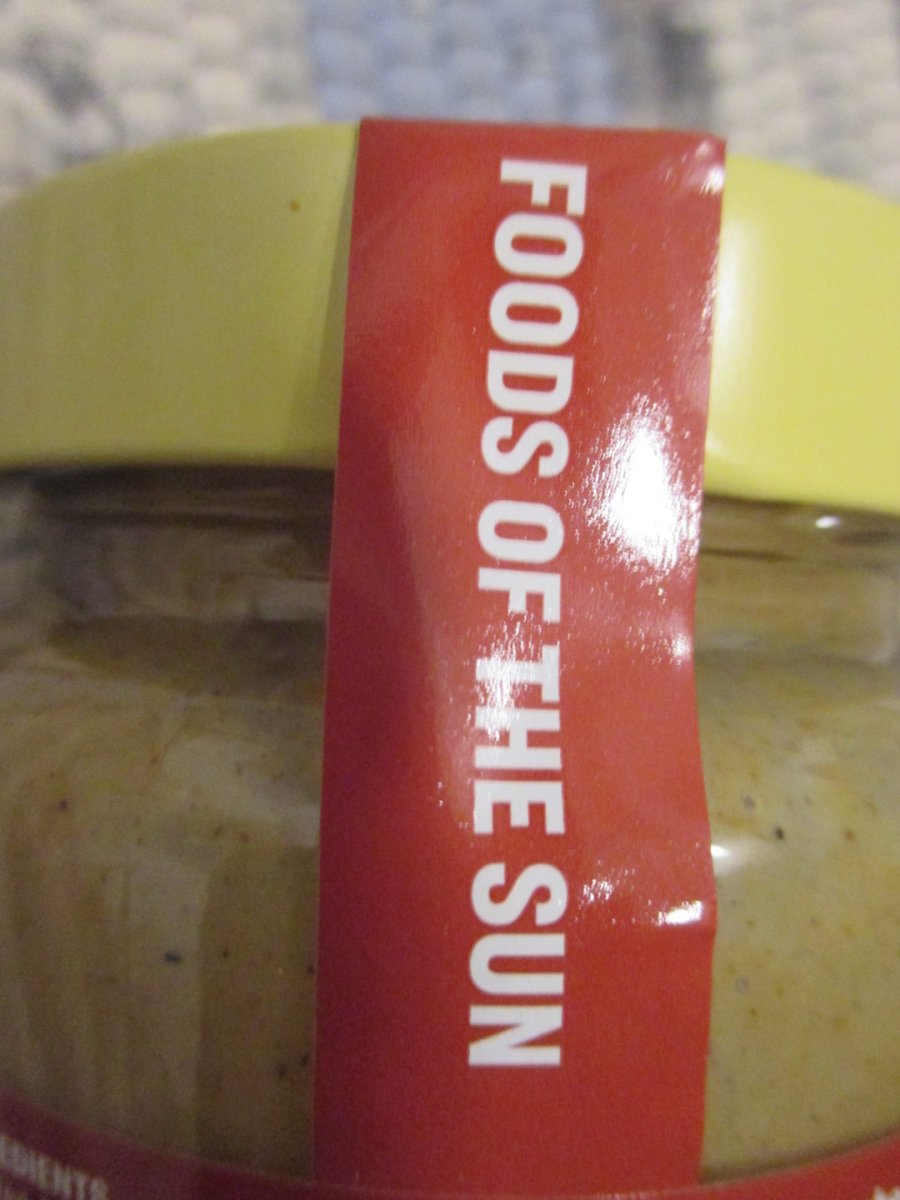 FOODS OF THE SUN